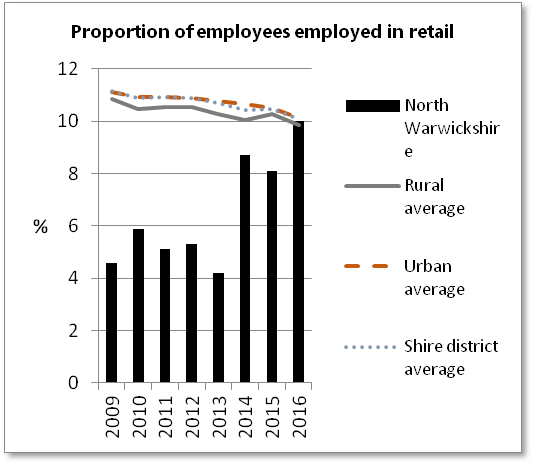 Proportion of employees employed in retail
12
10
8
6
4
2
0
%
2009
2010
2011
2012
2013
2014
2015
2016
North
Warwickshir
e
Rural
average
Urban
average
Shire district
average